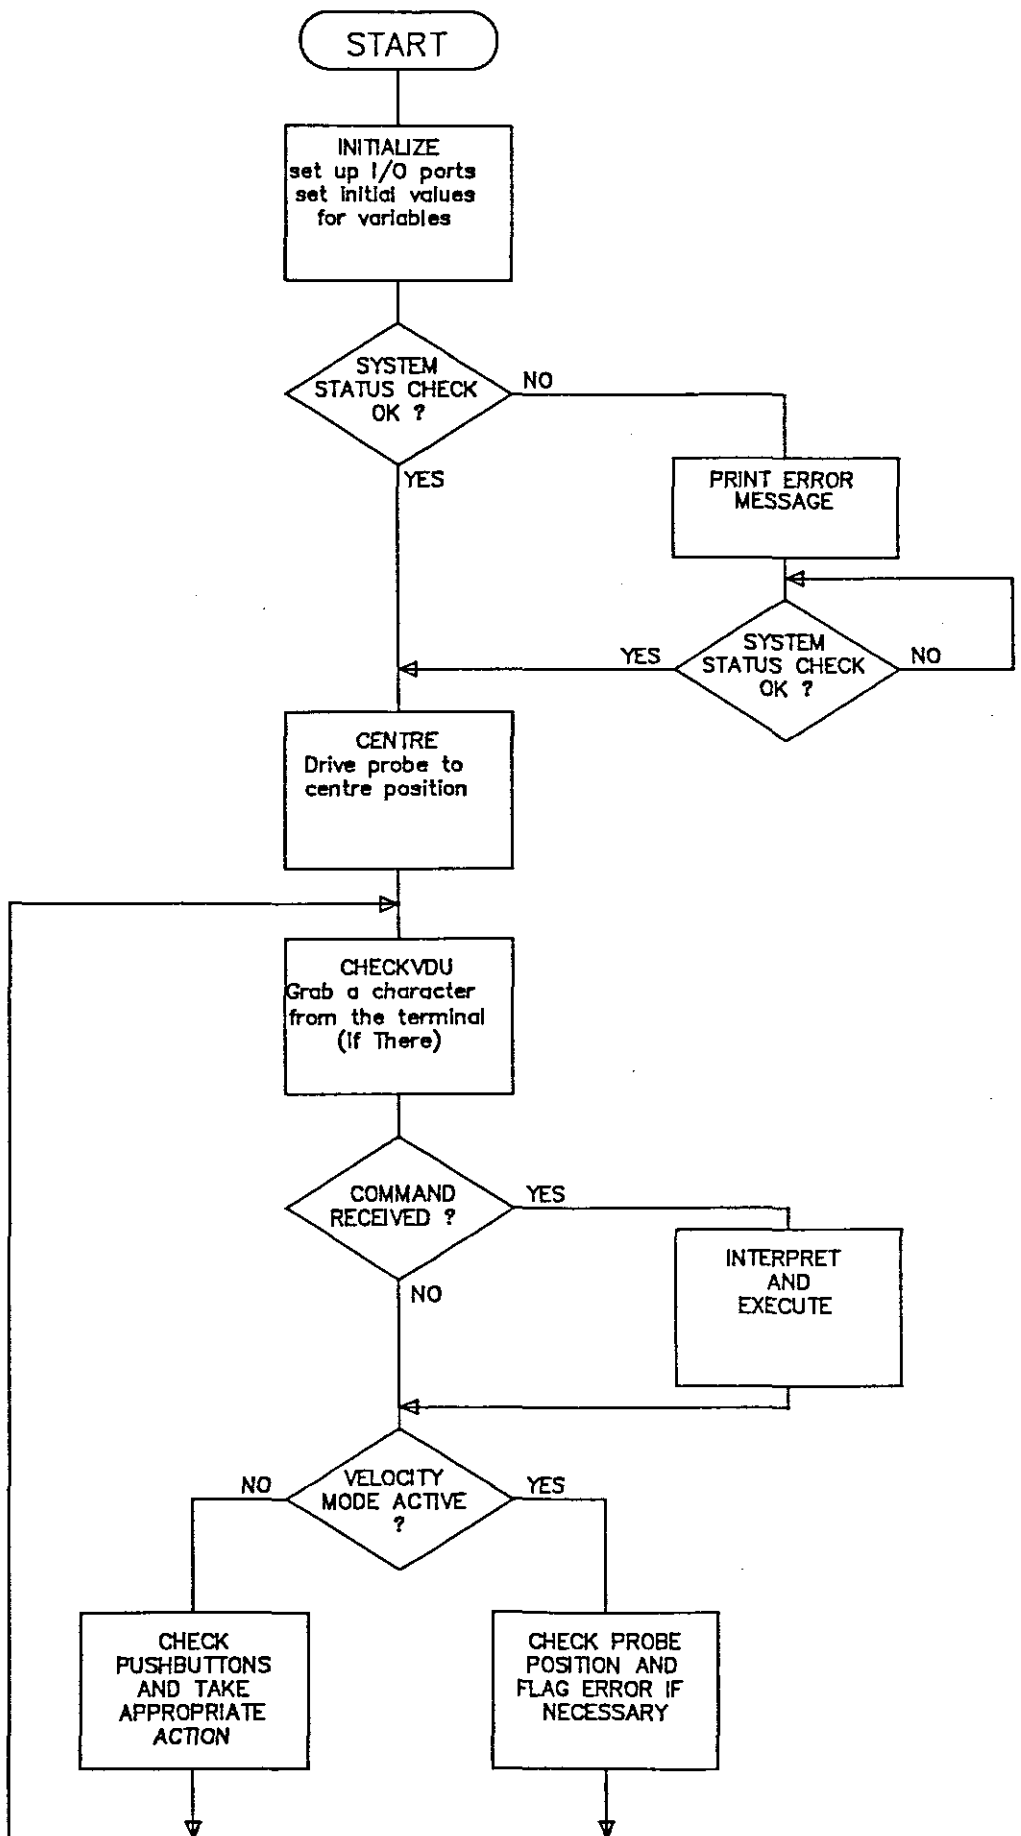 START
INITIALIZE
set up I/O ports
set initial values
for variables
SYSTEM
STATUS CHECK
OK ?
NO
YES
PRINT ERROR
MESSAGE
SYSTEM
STATUS CHECK
OK ?
YES
NO
CENTRE
Drive probe to
centre position
CHECKVDU
Grab a character
from the terminal
(If There)
COMMAND
RECEIVED ?
YES
NO
INTERPRET
AND
EXECUTE
VELOCITY
MODE ACTIVE
?
NO
YES
CHECK
PUSHBUTTONS
AND TAKE
APPROPRIATE
ACTION
CHECK PROBE
POSITION AND
FLAG ERROR IF
NECESSARY